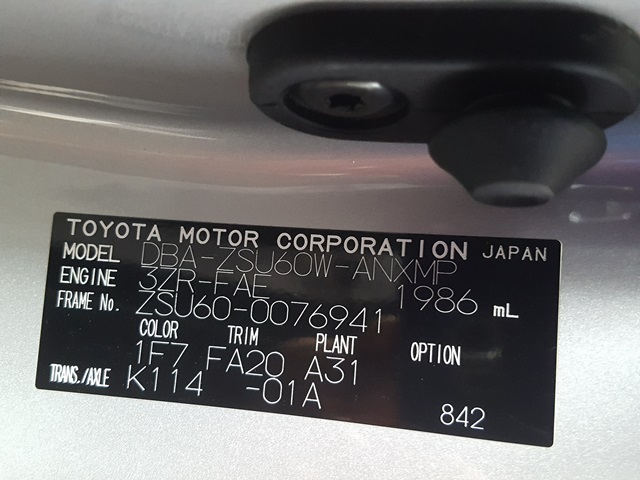 TOYOTA MOTOR CORPORATION JAPAN
MODEL DBA-ZSU60W-ANXMP
ENGINE 3ZR-FAE 1986 mL
FRAME No. ZSU60-0076941
COLOR TRIM PLANT OPTION
1F7 FA20 A31
TRANS./AXLE K114 -01A
842